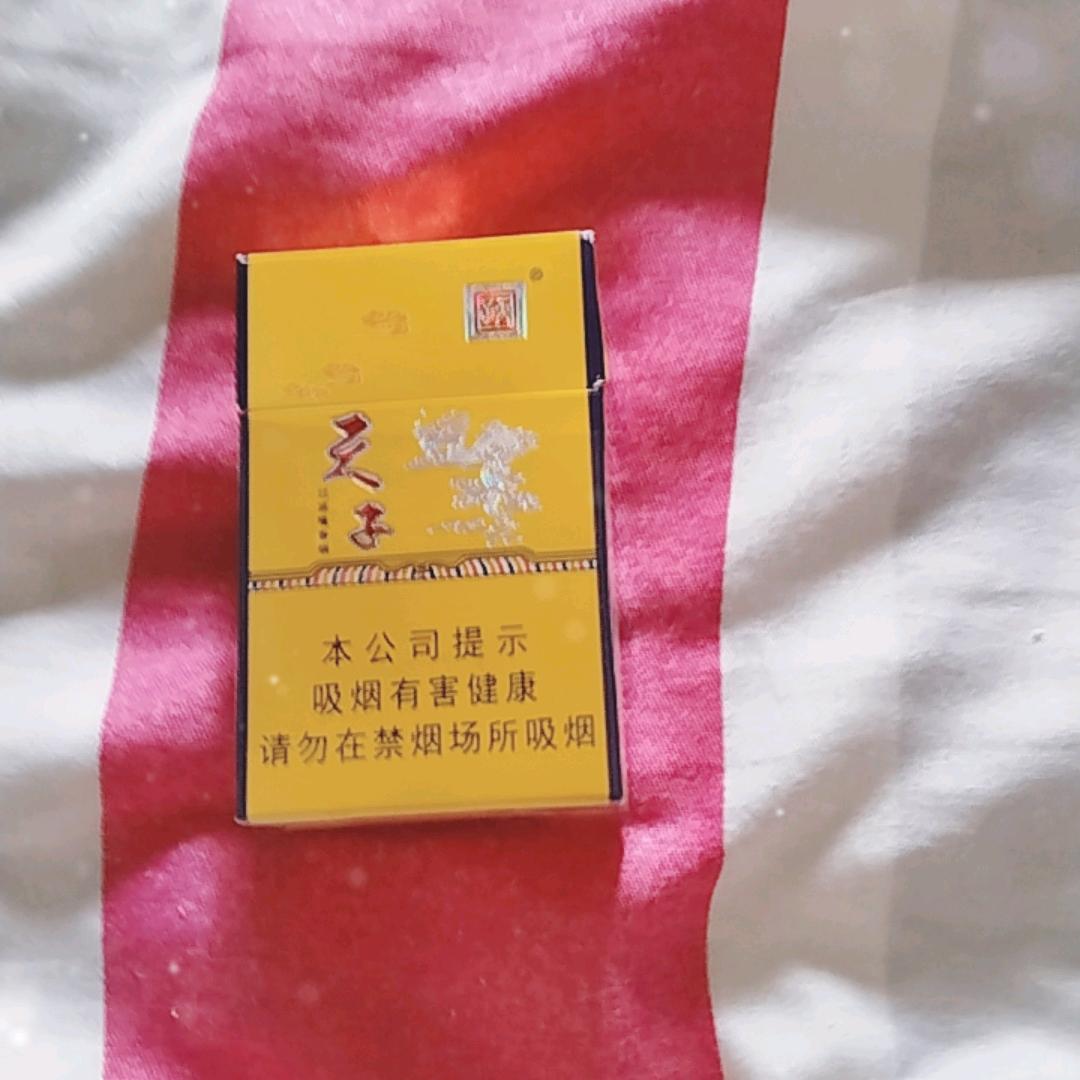 天子
本公司提示
吸烟有害健康
请勿在禁烟场所吸烟